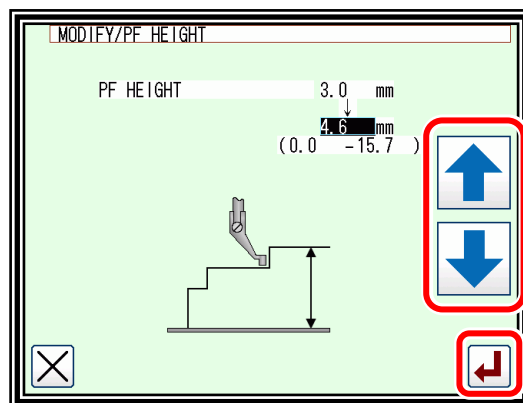 MODIFY/PF HEIGHT
PF HEIGHT 3.0 mm
↓
4.6 mm
(0.0 -15.7 )